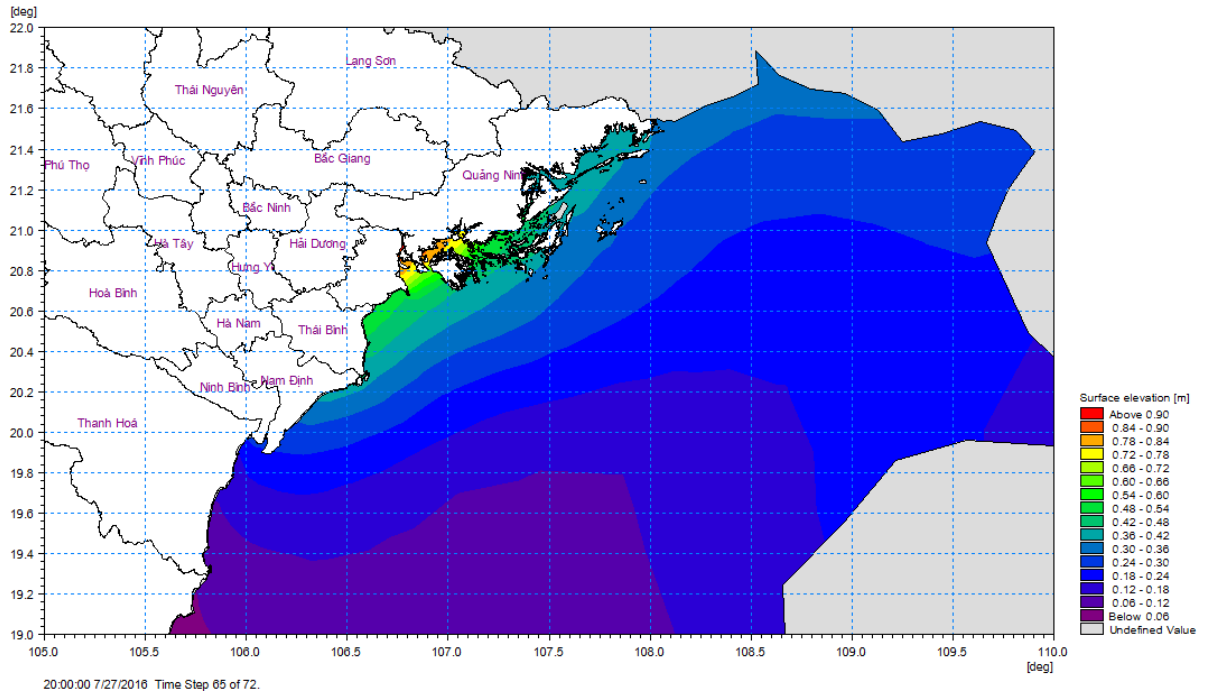 [deg]
22.0
21.8
21.6
21.4
21.2
21.0
20.8
20.6
20.4
20.2
20.0
19.8
19.6
19.4
19.2
19.0
Lạng Sơn
Thái Nguyên
Phú Thọ
Vĩnh Phúc
Bắc Giang
Quảng Nin
Bắc Ninh
Hà Tây
Hải Dương
Hưng Y
Hoà Bình
Hà Nam
Thái Bình
Ninh Bình
Nam Định
Thanh Hoá
105.0 105.5 106.0 106.5 107.0 107.5 108.0 108.5 109.0 109.5 110.0
[deg]
20:00:00 7/27/2016 Time Step 65 of 72.
Surface elevation [m]
Above 0.90
0.84 - 0.90
0.78 - 0.84
0.72 - 0.78
0.66 - 0.72
0.60 - 0.66
0.54 - 0.60
0.48 - 0.54
0.42 - 0.48
0.36 - 0.42
0.30 - 0.36
0.24 - 0.30
0.18 - 0.24
0.12 - 0.18
0.06 - 0.12
Below 0.06
Undefined Value